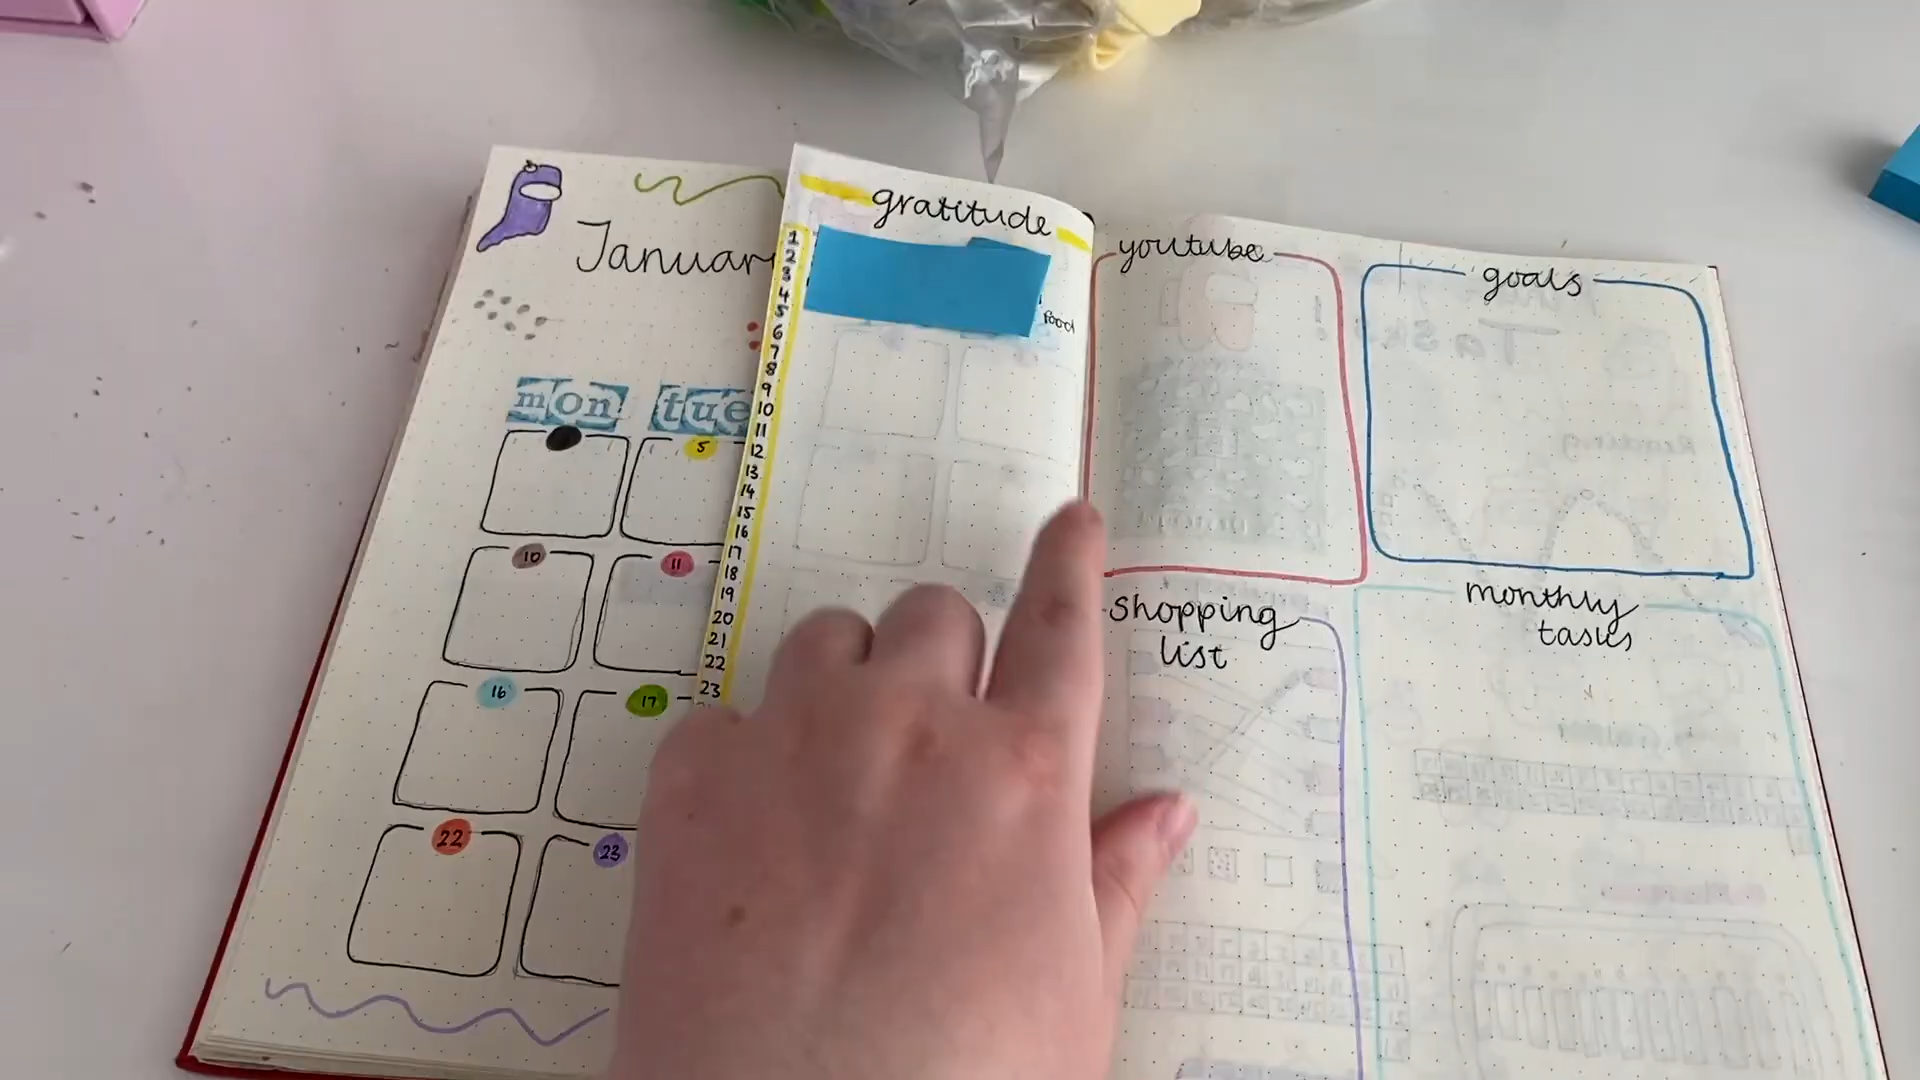 January
mon tue
5
10 11
16 17
22 23
gratitude
1
2
3
4
5
food
6
7
8
9
10
11
12
13
14
15
16
17
18
19
20
21
22
23
youtube
goals
shopping
list
monthly
tasks